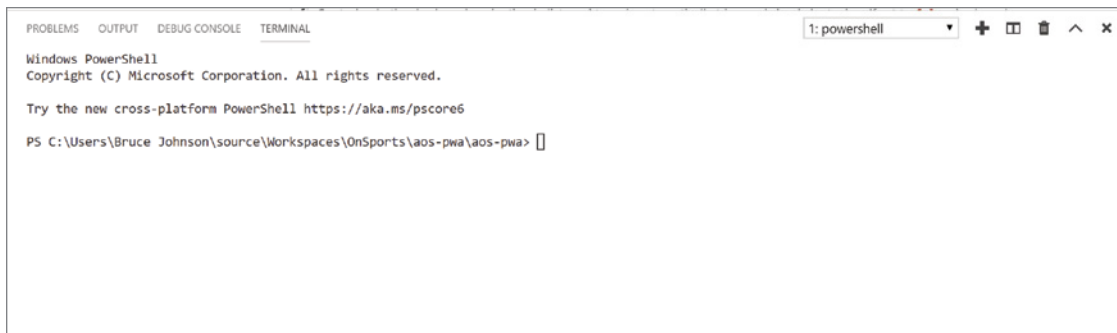 PROBLEMS OUTPUT DEBUG CONSOLE TERMINAL 1: powershell
Windows PowerShell
Copyright (C) Microsoft Corporation. All rights reserved.
Try the new cross-platform PowerShell https://aka.ms/pscore6
PS C:\Users\Bruce Johnson\source\Workspaces\OnSports\aos-pwa\aos-pwa>